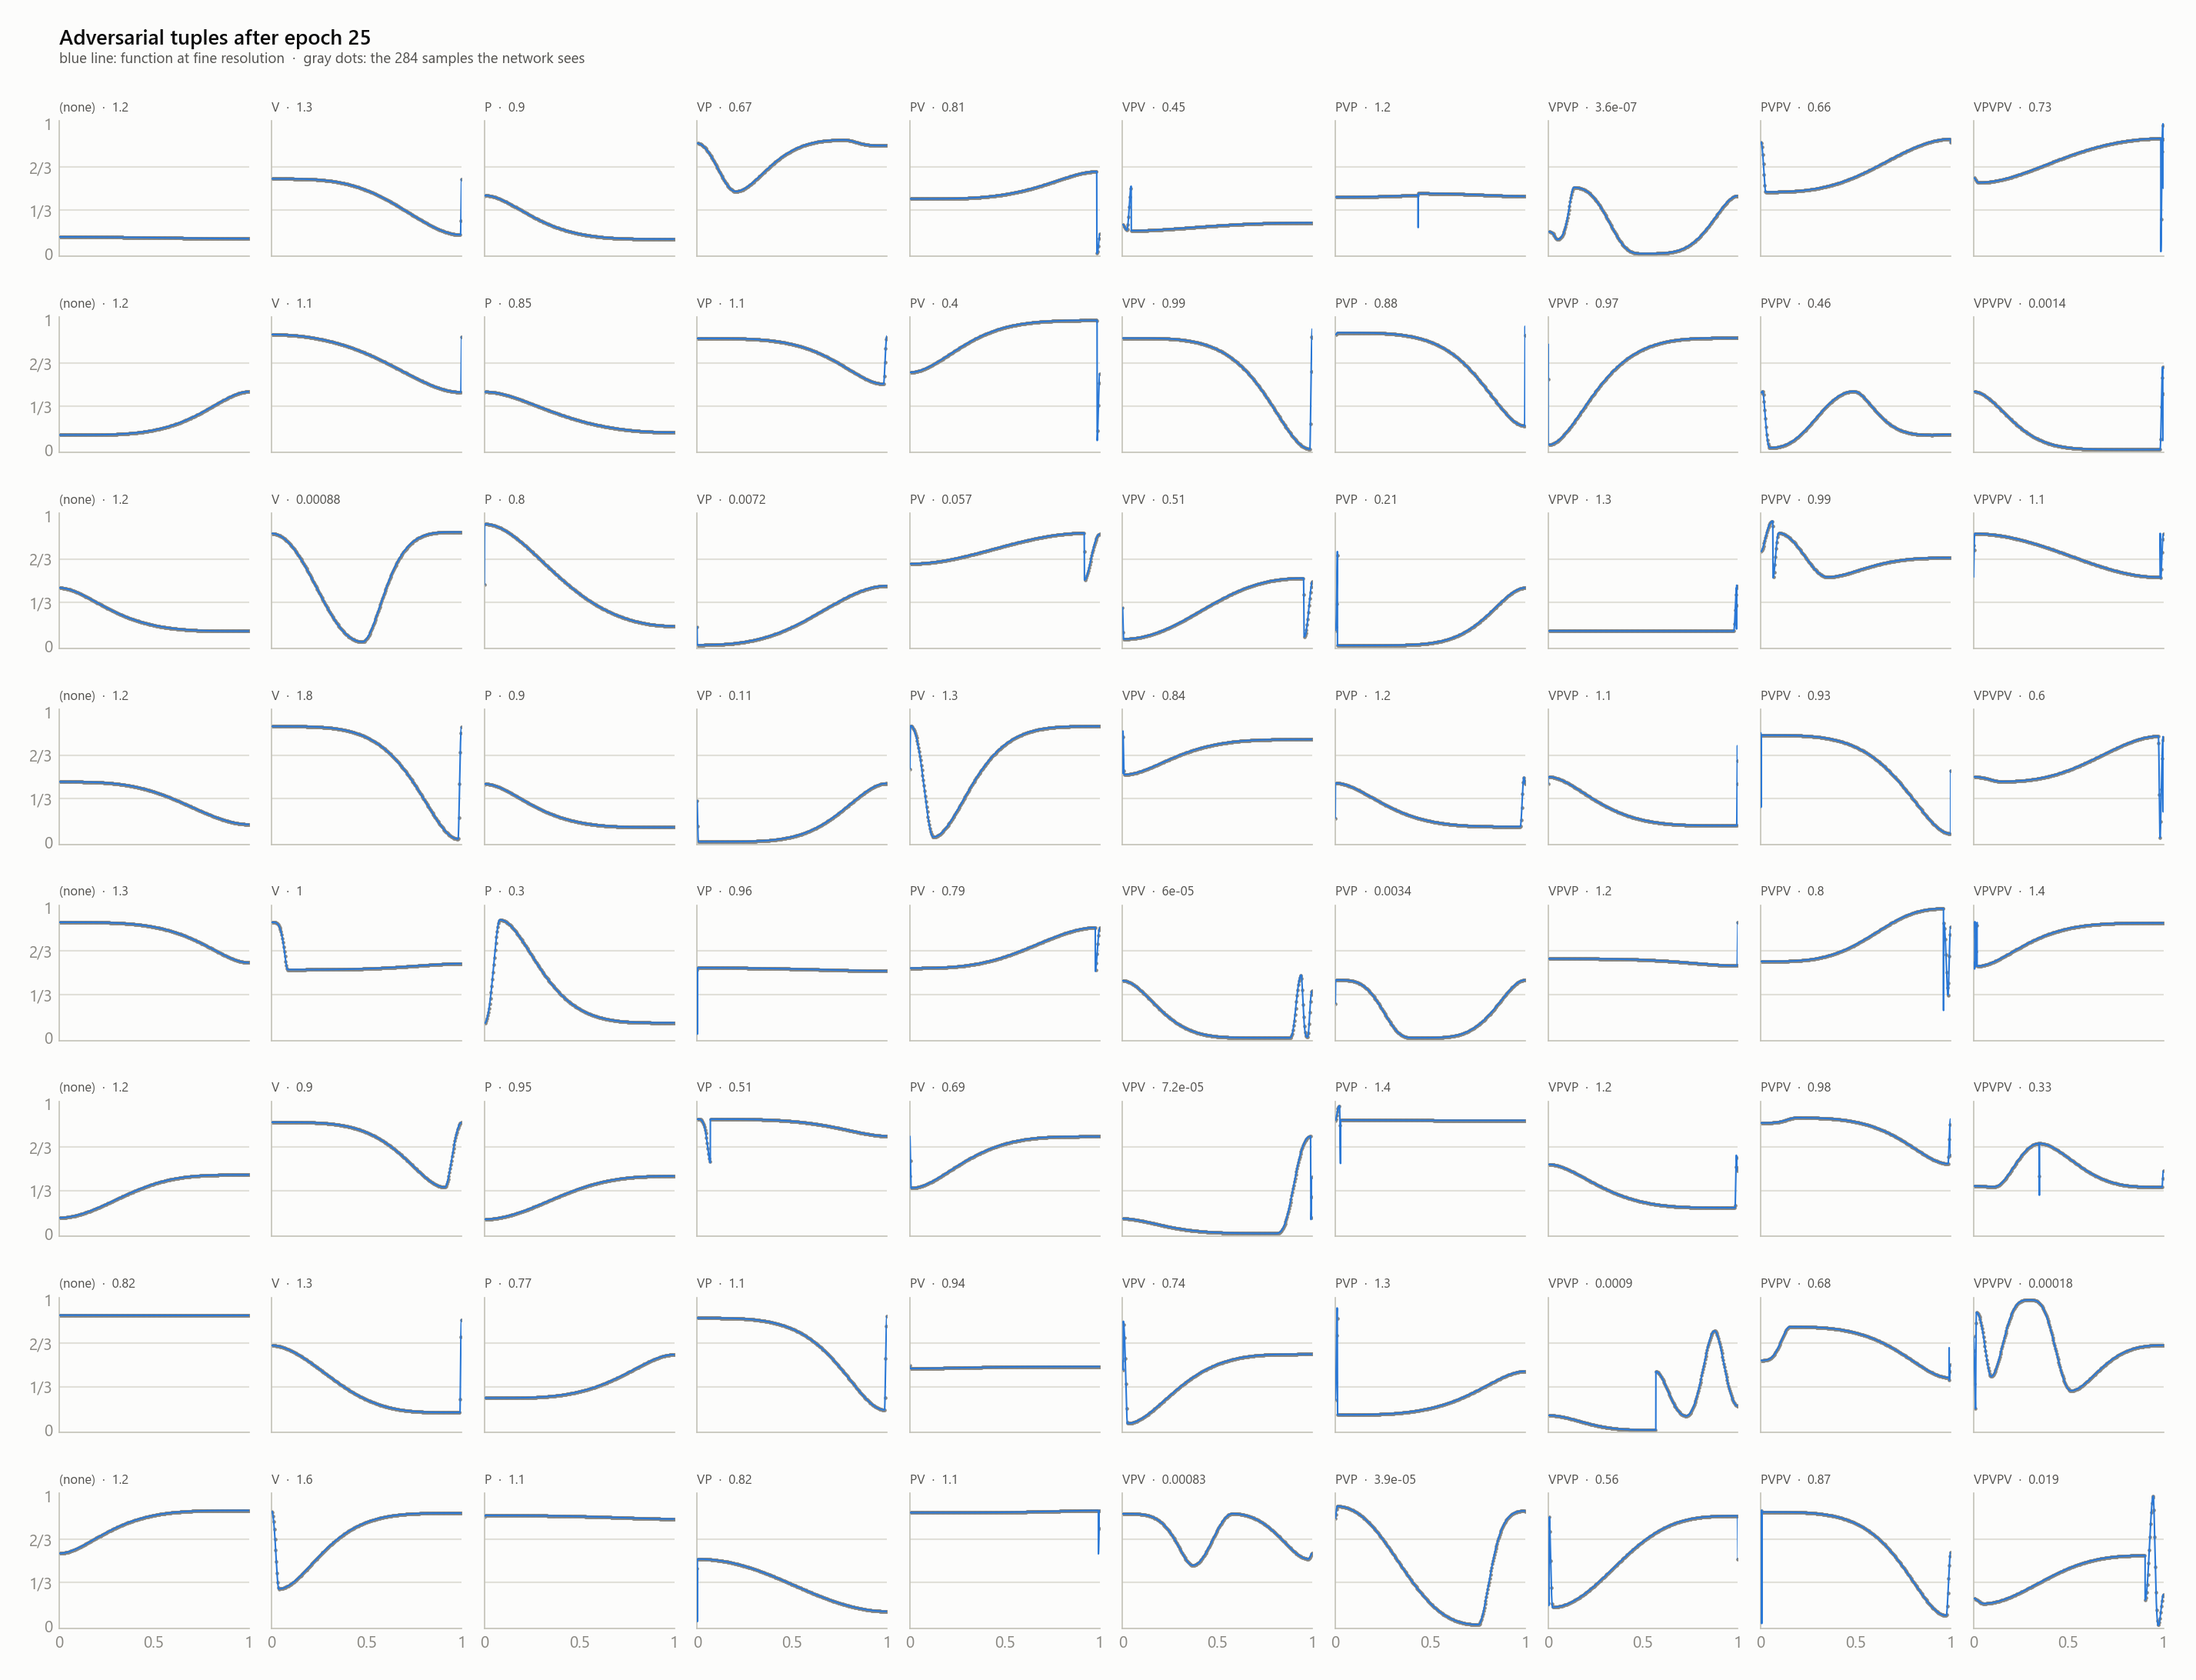 Adversarial tuples after epoch 25
blue line: function at fine resolution · gray dots: the 284 samples the network sees
(none) · 1.2 V · 1.3 P · 0.9 VP · 0.67 PV · 0.81 VPV · 0.45 PVP · 1.2 VPVP · 3.6e-07 PVPV · 0.66 VPVPV · 0.73
1
2/3
1/3
0
(none) · 1.2 V · 1.1 P · 0.85 VP · 1.1 PV · 0.4 VPV · 0.99 PVP · 0.88 VPVP · 0.97 PVPV · 0.46 VPVPV · 0.0014
1
2/3
1/3
0
(none) · 1.2 V · 0.00088 P · 0.8 VP · 0.0072 PV · 0.057 VPV · 0.51 PVP · 0.21 VPVP · 1.3 PVPV · 0.99 VPVPV · 1.1
1
2/3
1/3
0
(none) · 1.2 V · 1.8 P · 0.9 VP · 0.11 PV · 1.3 VPV · 0.84 PVP · 1.2 VPVP · 1.1 PVPV · 0.93 VPVPV · 0.6
1
2/3
1/3
0
(none) · 1.3 V · 1 P · 0.3 VP · 0.96 PV · 0.79 VPV · 6e-05 PVP · 0.0034 VPVP · 1.2 PVPV · 0.8 VPVPV · 1.4
1
2/3
1/3
0
(none) · 1.2 V · 0.9 P · 0.95 VP · 0.51 PV · 0.69 VPV · 7.2e-05 PVP · 1.4 VPVP · 1.2 PVPV · 0.98 VPVPV · 0.33
1
2/3
1/3
0
(none) · 0.82 V · 1.3 P · 0.77 VP · 1.1 PV · 0.94 VPV · 0.74 PVP · 1.3 VPVP · 0.0009 PVPV · 0.68 VPVPV · 0.00018
1
2/3
1/3
0
(none) · 1.2 V · 1.6 P · 1.1 VP · 0.82 PV · 1.1 VPV · 0.00083 PVP · 3.9e-05 VPVP · 0.56 PVPV · 0.87 VPVPV · 0.019
1
2/3
1/3
0
0 0.5 1 0 0.5 1 0 0.5 1 0 0.5 1 0 0.5 1 0 0.5 1 0 0.5 1 0 0.5 1 0 0.5 1 0 0.5 1